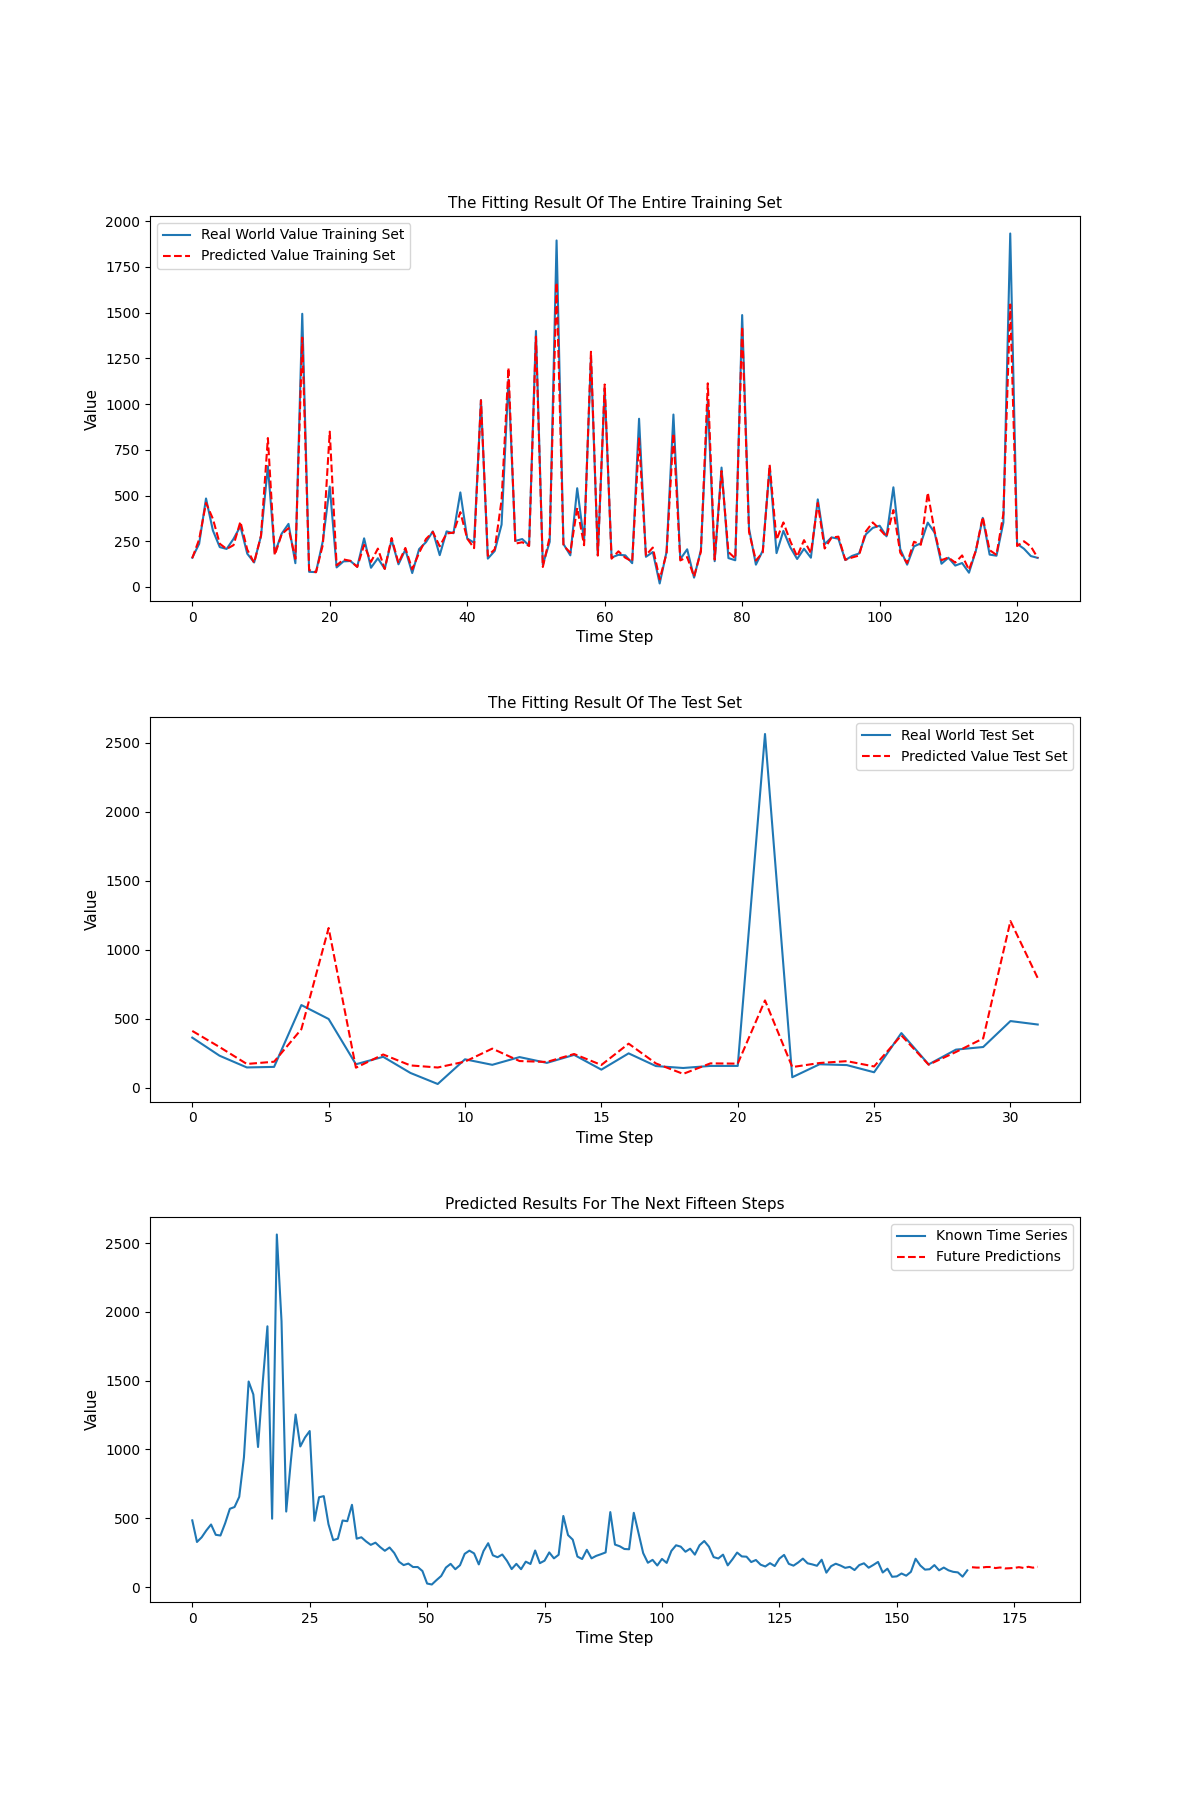 The Fitting Result Of The Entire Training Set
Real World Value Training Set
Predicted Value Training Set
Value
2000
1750
1500
1250
1000
750
500
250
0
0 20 40 60 80 100 120
Time Step
The Fitting Result Of The Test Set
Real World Test Set
Predicted Value Test Set
Value
2500
2000
1500
1000
500
0
0 5 10 15 20 25 30
Time Step
Predicted Results For The Next Fifteen Steps
Known Time Series
Future Predictions
Value
2500
2000
1500
1000
500
0
0 25 50 75 100 125 150 175
Time Step